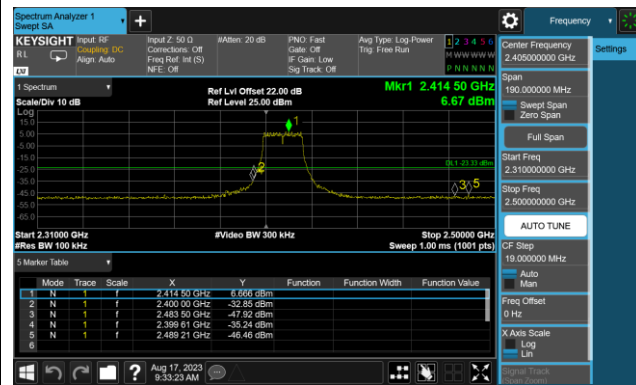 Spectrum Analyzer 1
Swept SA
Frequency
KEYSIGHT
Input: RF
Input Z: 50 Ω
#Atten: 20 dB
PNO: Fast
Avg Type: Log-Power
1 2 3 4 5 6
RL
Coupling: DC
Corrections: Off
Gate: Off
Trig: Free Run
M W W W W W
Align: Auto
Freq Ref: Int (S)
IF Gain: Low
NFE: Off
Sig Track: Off
P N N N N N
LXI
Center Frequency
2.405000000 GHz
Settings
Span
190.000000 MHz
Swept Span
Zero Span
Full Span
Start Freq
2.310000000 GHz
Stop Freq
2.500000000 GHz
AUTO TUNE
CF Step
19.000000 MHz
Auto
Man
Freq Offset
0 Hz
X Axis Scale
Log
Lin
Signal Track
(Span Zoom)
1 Spectrum
Ref Lvl Offset 22.00 dB
Mkr1 2.414 50 GHz
Scale/Div 10 dB
Ref Level 25.00 dBm
6.67 dBm
Log
15.0
5.00
-5.00
-15.0
-25.0
-35.0
-45.0
-55.0
-65.0
1
DL1 -23.33 dBm
2
3
5
Start 2.31000 GHz
#Video BW 300 kHz
Stop 2.50000 GHz
#Res BW 100 kHz
Sweep 1.00 ms (1001 pts)
5 Marker Table
Mode Trace Scale X Y Function Function Width Function Value
1 N 1 f 2.414 50 GHz 6.666 dBm
2 N 1 f 2.400 00 GHz -32.85 dBm
3 N 1 f 2.483 50 GHz -47.92 dBm
4 N 1 f 2.399 61 GHz -35.24 dBm
5 N 1 f 2.489 21 GHz -46.46 dBm
6
Aug 17, 2023
9:33:23 AM